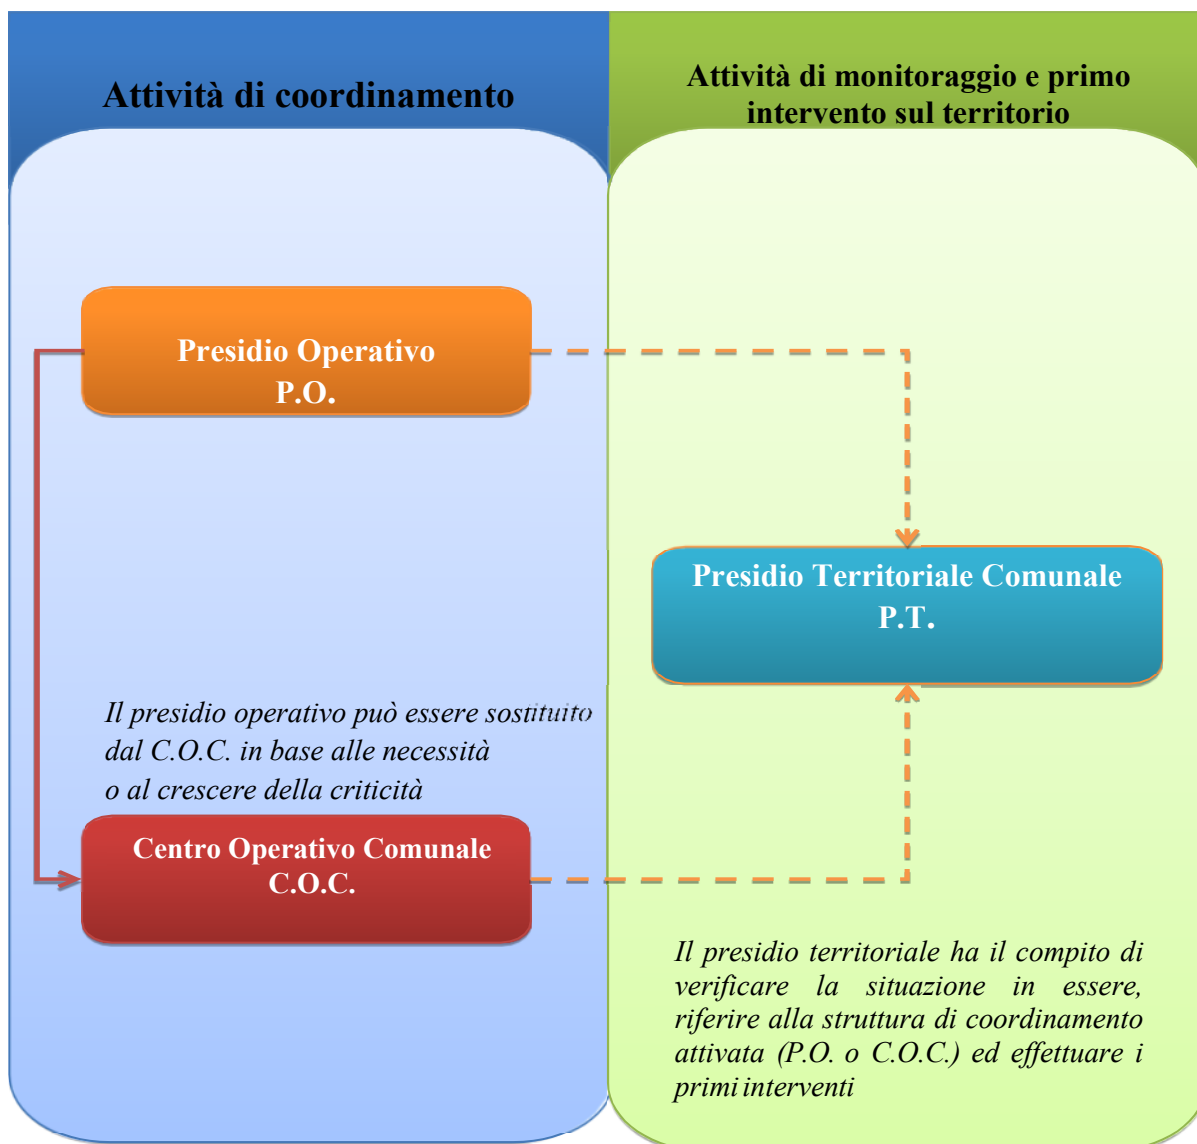 Attività di coordinamento
Attività di monitoraggio e primo
intervento sul territorio
Presidio Operativo
P.O.
Presidio Territoriale Comunale
P.T.
Il presidio operativo può essere sostituito
dal C.O.C. in base alle necessità
o al crescere della criticità
Centro Operativo Comunale
C.O.C.
Il presidio territoriale ha il compito di
verificare la situazione in essere,
riferire alla struttura di coordinamento
attivata (P.O. o C.O.C.) ed effettuare i
primi interventi